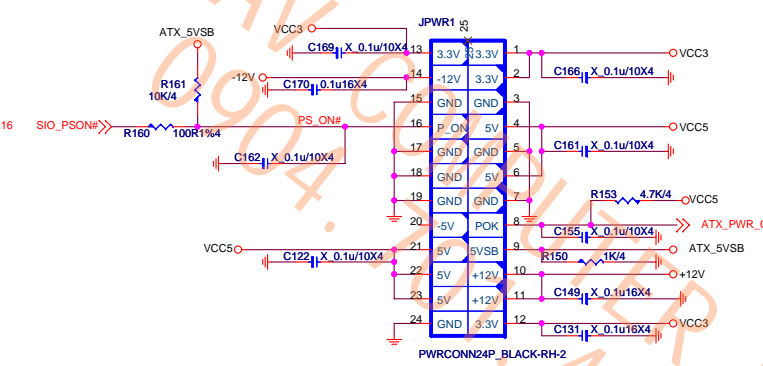 JPWR1
25
25
VCC3
ATX_5VSB
C169 X_0.1u/10X4
13 3.3V 3.3V 1
VCC3
-12V
14 -12V 3.3V 2
C166 X_0.1u/10X4
R161
10K/4
C170 0.1u16X4
15 GND GND 3
16 SIO_PSON#
R160 100R1%4
PS_ON#
16 P_ON 5V 4
VCC5
17 GND GND 5
C161 X_0.1u/10X4
C162 X_0.1u/10X4
18 GND 5V 6
19 GND GND 7
R153 4.7K/4 VCC5
20 -5V POK 8
ATX_PWR_
C155 X_0.1u/10X4
VCC5
21 5V 5VSB 9
ATX_5VSB
R150 1K/4
C122 X_0.1u/10X4
22 5V +12V 10
+12V
23 5V +12V 11
C149 X_0.1u16X4
24 GND 3.3V 12
VCC3
C131 X_0.1u16X4
PWRCONN24P_BLACK-RH-2
COMPUTER
0904.